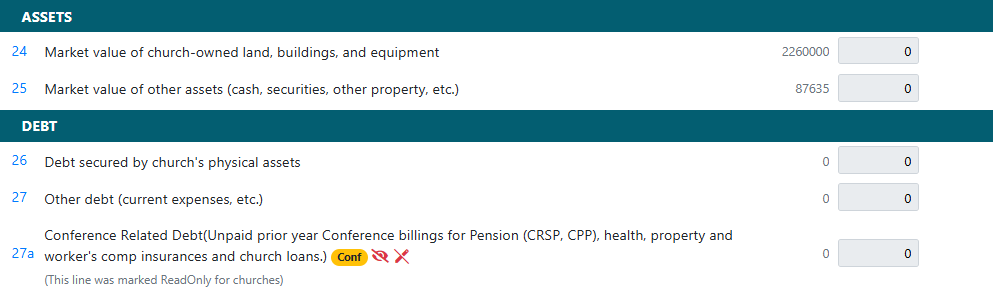 ASSETS
24 Market value of church-owned land, buildings, and equipment 2260000 0
25 Market value of other assets (cash, securities, other property, etc.) 87635 0
DEBT
26 Debt secured by church's physical assets 0 0
27 Other debt (current expenses, etc.) 0 0
Conference Related Debt(Unpaid prior year Conference billings for Pension (CRSP, CPP), health, property and
27a worker's comp insurances and church loans.) Conf 0 0
(This line was marked ReadOnly for churches)